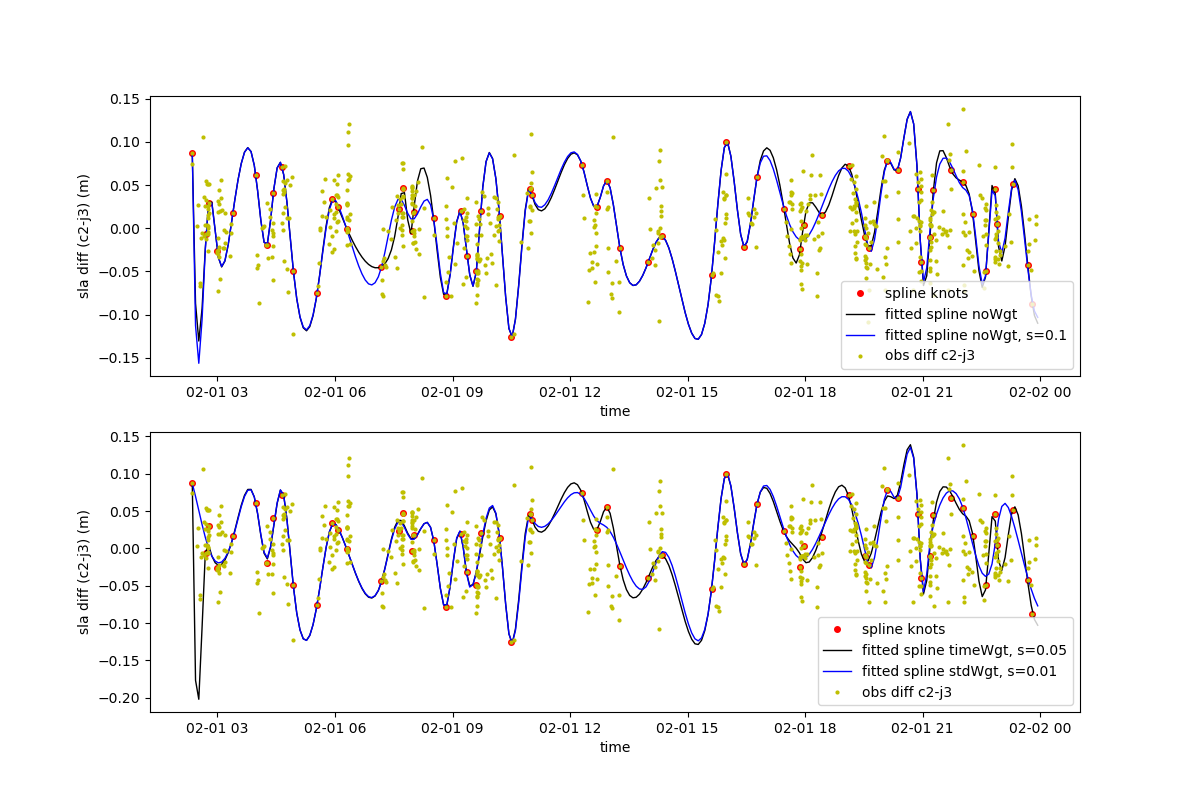 0.15
0.10
0.05
0.00
−0.05
−0.10
−0.15
sla diff (c2-j3) (m)
spline knots
fitted spline noWgt
fitted spline noWgt, s=0.1
obs diff c2-j3
02-01 03 02-01 06 02-01 09 02-01 12 02-01 15 02-01 18 02-01 21 02-02 00
time
0.15
0.10
0.05
0.00
−0.05
−0.10
−0.15
−0.20
sla diff (c2-j3) (m)
spline knots
fitted spline timeWgt, s=0.05
fitted spline stdWgt, s=0.01
obs diff c2-j3
02-01 03 02-01 06 02-01 09 02-01 12 02-01 15 02-01 18 02-01 21 02-02 00
time